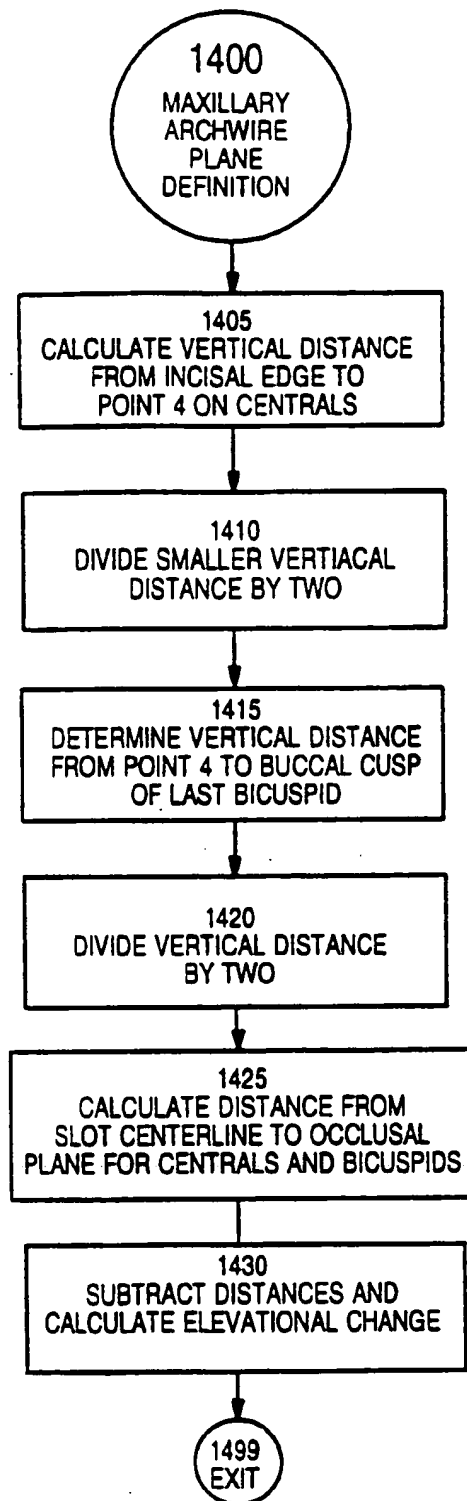 1400
MAXILLARY
ARCHWIRE
PLANE
DEFINITION
1405
CALCULATE VERTICAL DISTANCE
FROM INCISAL EDGE TO
POINT 4 ON CENTRALS
1410
DIVIDE SMALLER VERTIACAL
DISTANCE BY TWO
1415
DETERMINE VERTICAL DISTANCE
FROM POINT 4 TO BUCCAL CUSP
OF LAST BICUSPID
1420
DIVIDE VERTICAL DISTANCE
BY TWO
1425
CALCULATE DISTANCE FROM
SLOT CENTERLINE TO OCCLUSAL
PLANE FOR CENTRALS AND BICUSPIDS
1430
SUBTRACT DISTANCES AND
CALCULATE ELEVATIONAL CHANGE
1499
EXIT